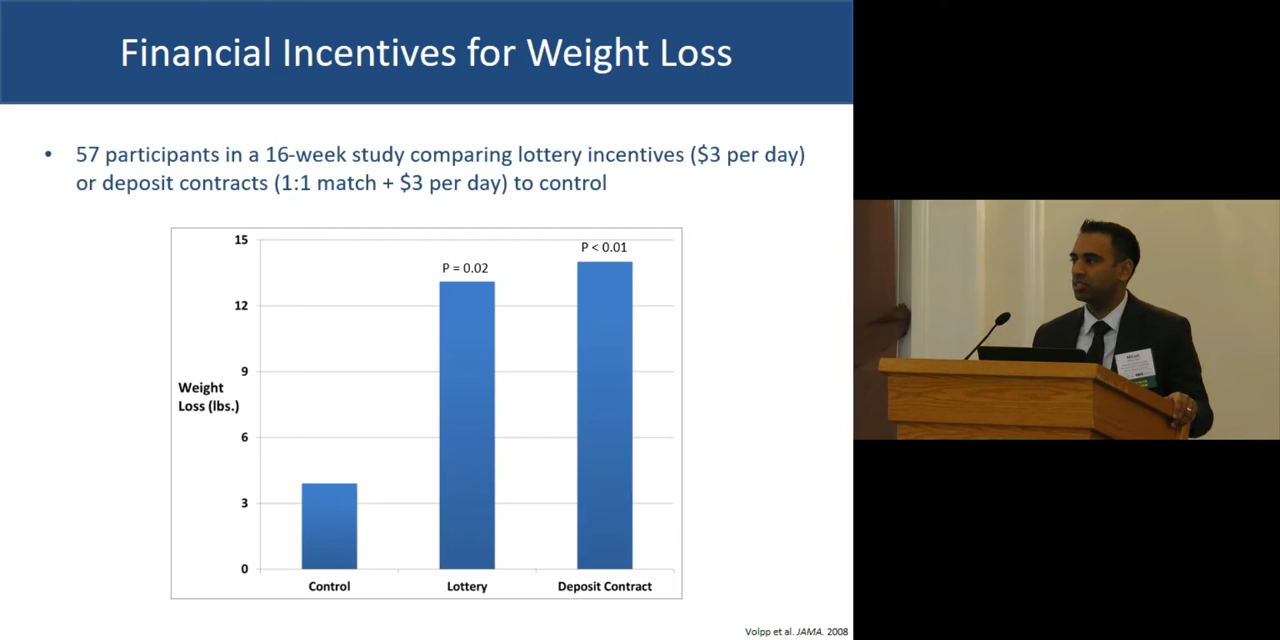 Financial Incentives for Weight Loss
• 57 participants in a 16-week study comparing lottery incentives ($3 per day)
or deposit contracts (1:1 match + $3 per day) to control
15
12
9
6
3
0
Weight
Loss (lbs.)
P = 0.02
P < 0.01
Control
Lottery
Deposit Contract
Volpp et al. JAMA. 2008